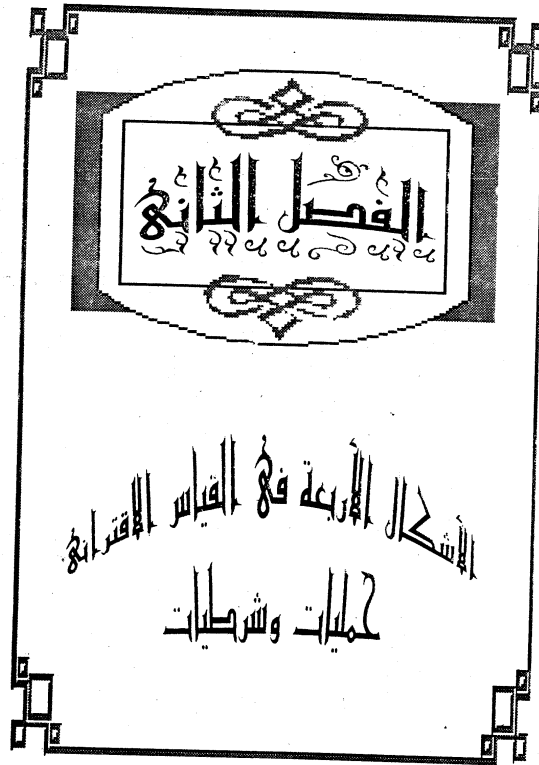 الفصل الثاني
الأشكال الأربعة في القياس الاقتراني
حمليات وشرطيات